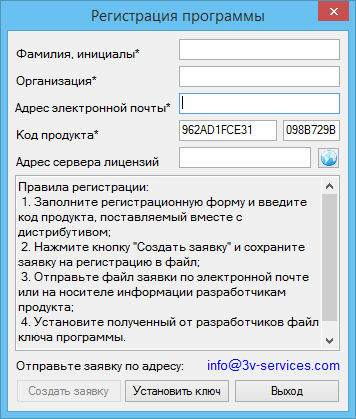 Регистрация программы
Фамилия, инициалы*
Организация*
Адрес электронной почты*
Код продукта* 962AD1FCE31 098B729B
Адрес сервера лицензий
Правила регистрации:
1. Заполните регистрационную форму и введите
код продукта, поставляемый вместе с
дистрибутивом;
2. Нажмите кнопку "Создать заявку" и сохраните
заявку на регистрацию в файл;
3. Отправьте файл заявки по электронной почте
или на носителе информации разработчикам
продукта;
4. Установите полученный от разработчиков файл
ключа программы.
Отправьте заявку по адресу: info@3v-services.com
Создать заявку Установить ключ Выход